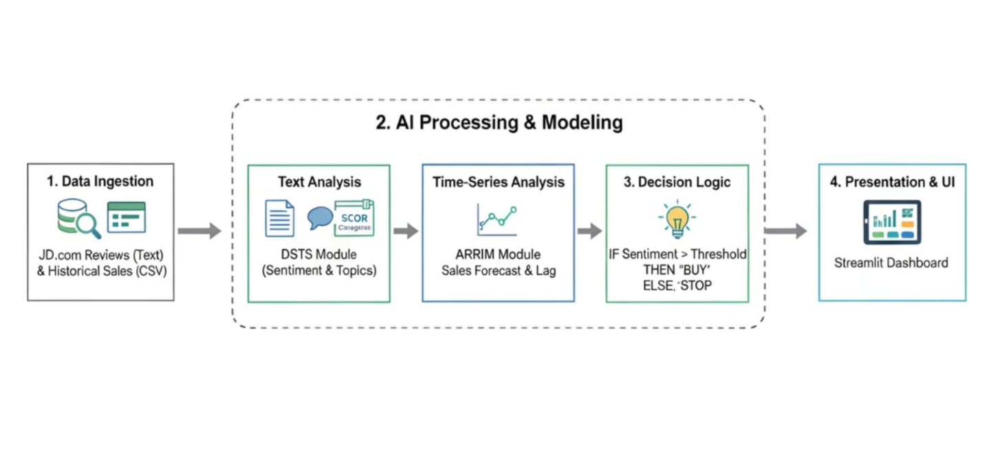 2. AI Processing & Modeling
1. Data Ingestion
JD.com Reviews (Text)
& Historical Sales (CSV)
Text Analysis
SCOR
DSTS Module
(Sentiment & Topics)
Time-Series Analysis
ARRIM Module
Sales Forecast & Lag
3. Decision Logic
IF Sentiment > Threshold
THEN "BUY'
ELSE, 'STOP
4. Presentation & UI
Streamlit Dashboard